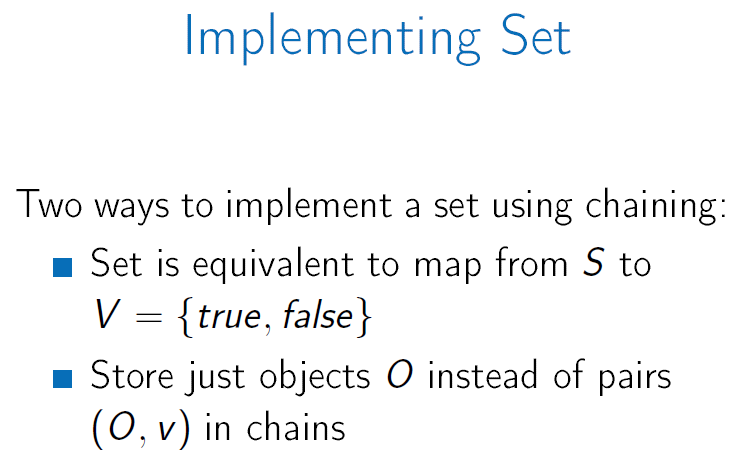 Implementing Set
Two ways to implement a set using chaining:
Set is equivalent to map from S to
V = {true, false}
Store just objects O instead of pairs
(O, v) in chains